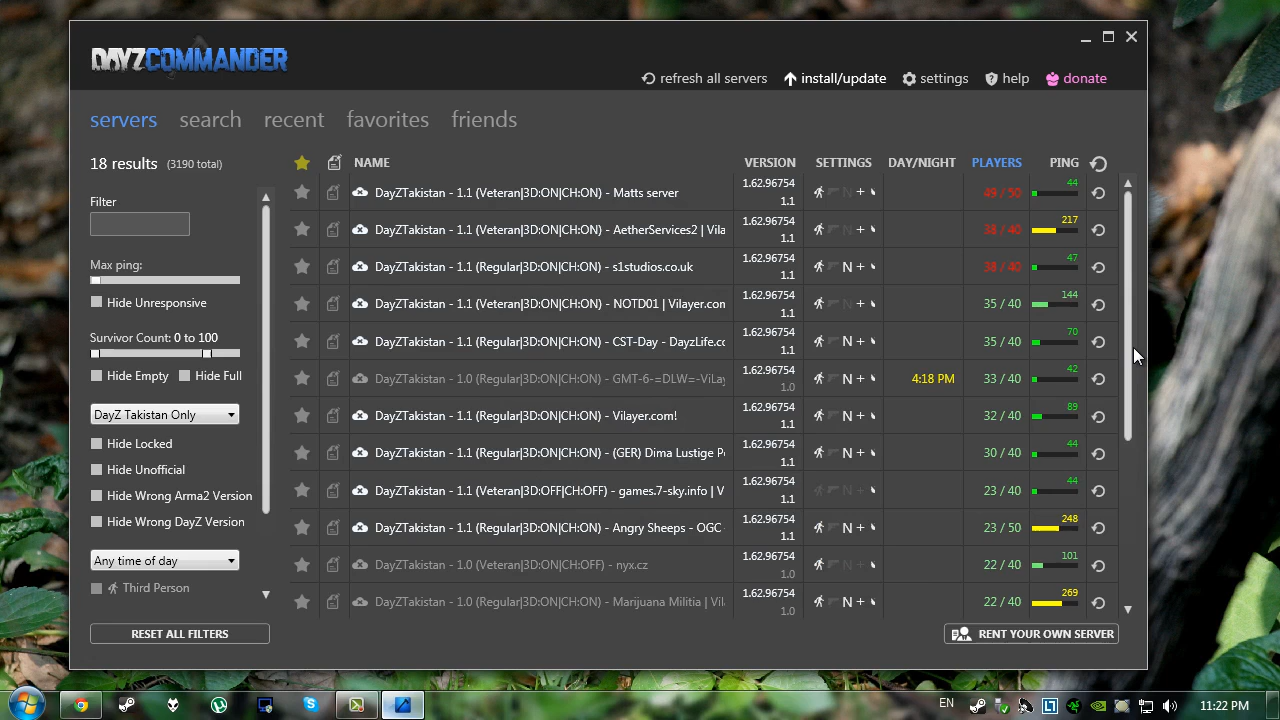 DAYZCOMMANDER
refresh all servers install/update settings help donate
servers search recent favorites friends
18 results (3190 total)
Filter
Max ping:
Hide Unresponsive
Survivor Count: 0 to 100
Hide Empty Hide Full
DayZ Takistan Only
Hide Locked
Hide Unofficial
Hide Wrong Arma2 Version
Hide Wrong DayZ Version
Any time of day
Third Person
RESET ALL FILTERS
NAME VERSION SETTINGS DAY/NIGHT PLAYERS PING
DayZTakistan - 1.1 (Veteran|3D:ON|CH:ON) - Matts server 1.62.96754 1.1 N + 49 / 50 44
DayZTakistan - 1.1 (Veteran|3D:ON|CH:ON) - AetherServices2 | Vila 1.62.96754 1.1 N + 38 / 40 217
DayZTakistan - 1.1 (Regular|3D:ON|CH:ON) - s1studios.co.uk 1.62.96754 1.1 N + 38 / 40 47
DayZTakistan - 1.1 (Veteran|3D:ON|CH:ON) - NOTD01 | Vilayer.com 1.62.96754 1.1 N + 35 / 40 144
DayZTakistan - 1.1 (Regular|3D:ON|CH:ON) - CST-Day - DayzLife.co 1.62.96754 1.1 N + 35 / 40 70
DayZTakistan - 1.0 (Regular|3D:ON|CH:ON) - GMT-6-=DLW=-ViLay 1.62.96754 1.0 N + 4:18 PM 33 / 40 42
DayZTakistan - 1.1 (Regular|3D:ON|CH:ON) - Vilayer.com! 1.62.96754 1.1 N + 32 / 40 89
DayZTakistan - 1.1 (Regular|3D:ON|CH:ON) - (GER) Dima Lustige P 1.62.96754 1.1 N + 30 / 40 44
DayZTakistan - 1.1 (Veteran|3D:OFF|CH:OFF) - games.7-sky.info | V 1.62.96754 1.1 N + 23 / 40 44
DayZTakistan - 1.1 (Regular|3D:ON|CH:ON) - Angry Sheeps - OGC 1.62.96754 1.1 N + 23 / 50 248
DayZTakistan - 1.0 (Veteran|3D:ON|CH:OFF) - nyx.cz 1.62.96754 1.0 N + 22 / 40 101
DayZTakistan - 1.0 (Regular|3D:ON|CH:ON) - Marijuana Militia | Vil 1.62.96754 1.0 N + 22 / 40 269
RENT YOUR OWN SERVER
EN 11:22 PM